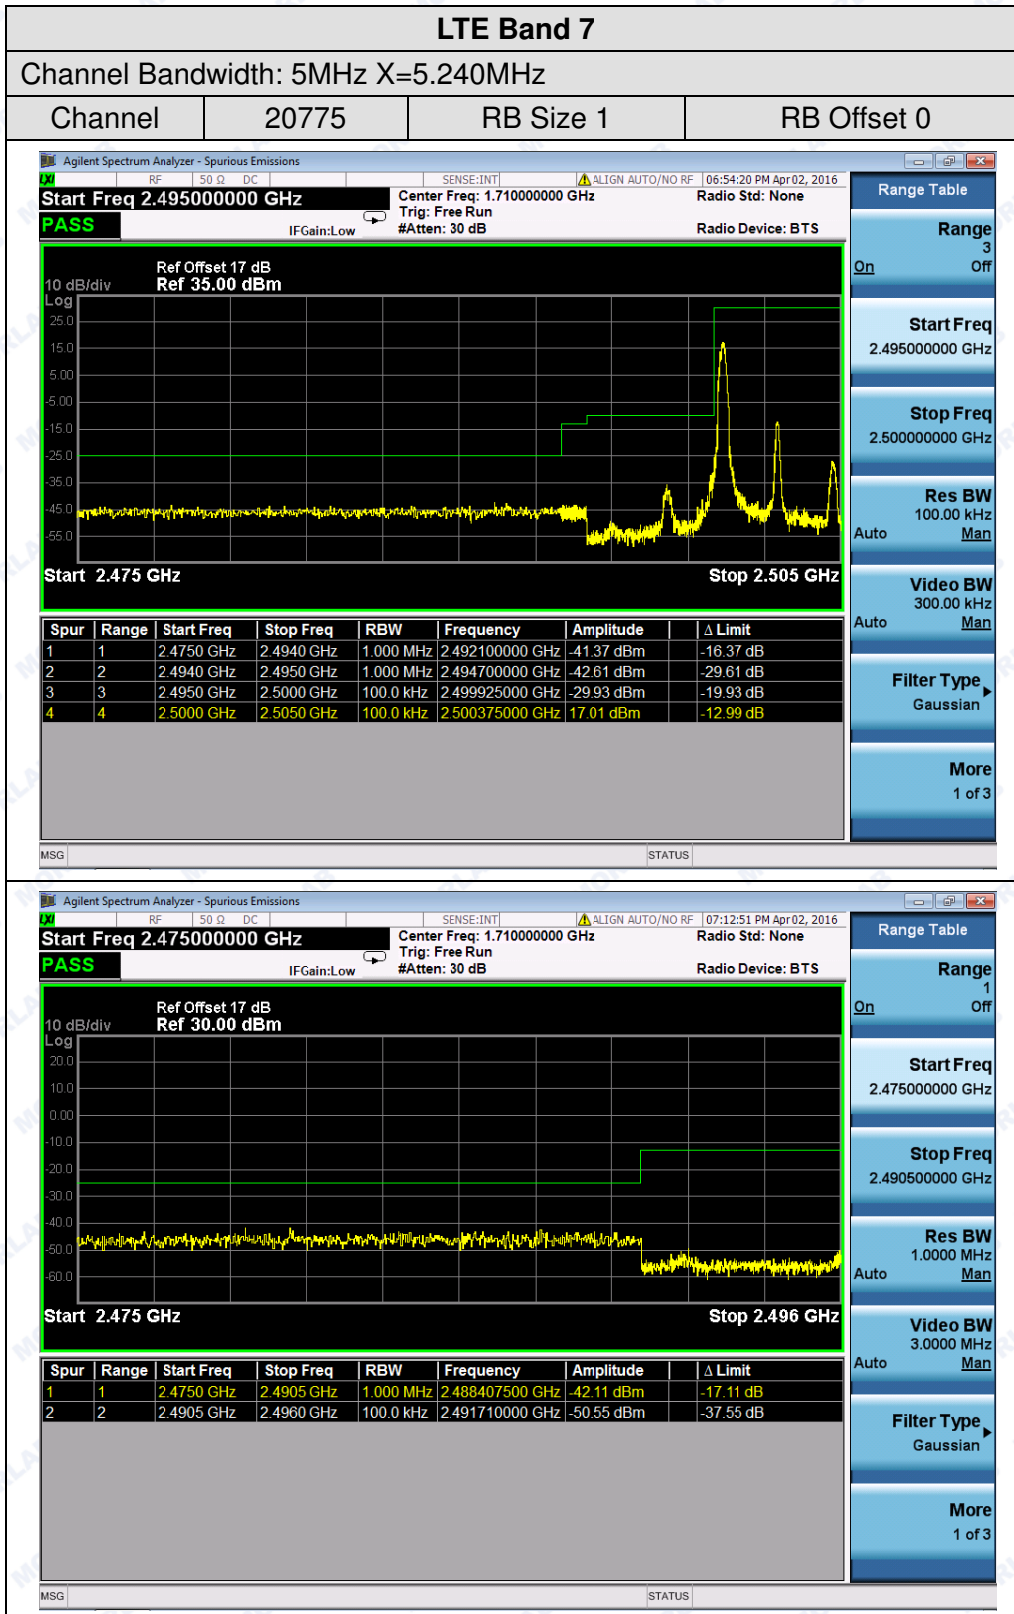 LTE Band 7
Channel Bandwidth: 5MHz X=5.240MHz
Channel 20775 RB Size 1 RB Offset 0
Agilent Spectrum Analyzer - Spurious Emissions
LXI RF 50 Ω DC SENSE:INT ALIGN AUTO/NO RF 06:54:20 PM Apr 02, 2016
Start Freq 2.495000000 GHz Center Freq: 1.710000000 GHz Radio Std: None
Trig: Free Run
PASS IFGain:Low #Atten: 30 dB Radio Device: BTS
Ref Offset 17 dB
10 dB/div Ref 35.00 dBm
Log
25.0
15.0
5.00
-5.00
-15.0
-25.0
-35.0
-45.0
-55.0
Start 2.475 GHz Stop 2.505 GHz
Spur Range Start Freq Stop Freq RBW Frequency Amplitude Δ Limit
1 1 2.4750 GHz 2.4940 GHz 1.000 MHz 2.492100000 GHz -41.37 dBm -16.37 dB
2 2 2.4940 GHz 2.4950 GHz 1.000 MHz 2.494700000 GHz -42.61 dBm -29.61 dB
3 3 2.4950 GHz 2.5000 GHz 100.0 kHz 2.499925000 GHz -29.93 dBm -19.93 dB
4 4 2.5000 GHz 2.5050 GHz 100.0 kHz 2.500375000 GHz 17.01 dBm -12.99 dB
MSG STATUS
Range Table
Range
3
On Off
Start Freq
2.495000000 GHz
Stop Freq
2.500000000 GHz
Res BW
100.00 kHz
Auto Man
Video BW
300.00 kHz
Auto Man
Filter Type
Gaussian
More
1 of 3
Agilent Spectrum Analyzer - Spurious Emissions
LXI RF 50 Ω DC SENSE:INT ALIGN AUTO/NO RF 07:12:51 PM Apr 02, 2016
Start Freq 2.475000000 GHz Center Freq: 1.710000000 GHz Radio Std: None
Trig: Free Run
PASS IFGain:Low #Atten: 30 dB Radio Device: BTS
Ref Offset 17 dB
10 dB/div Ref 30.00 dBm
Log
20.0
10.0
0.00
-10.0
-20.0
-30.0
-40.0
-50.0
-60.0
Start 2.475 GHz Stop 2.496 GHz
Spur Range Start Freq Stop Freq RBW Frequency Amplitude Δ Limit
1 1 2.4750 GHz 2.4905 GHz 1.000 MHz 2.488407500 GHz -42.11 dBm -17.11 dB
2 2 2.4905 GHz 2.4960 GHz 100.0 kHz 2.491710000 GHz -50.55 dBm -37.55 dB
MSG STATUS
Range Table
Range
1
On Off
Start Freq
2.475000000 GHz
Stop Freq
2.490500000 GHz
Res BW
1.0000 MHz
Auto Man
Video BW
3.0000 MHz
Auto Man
Filter Type
Gaussian
More
1 of 3